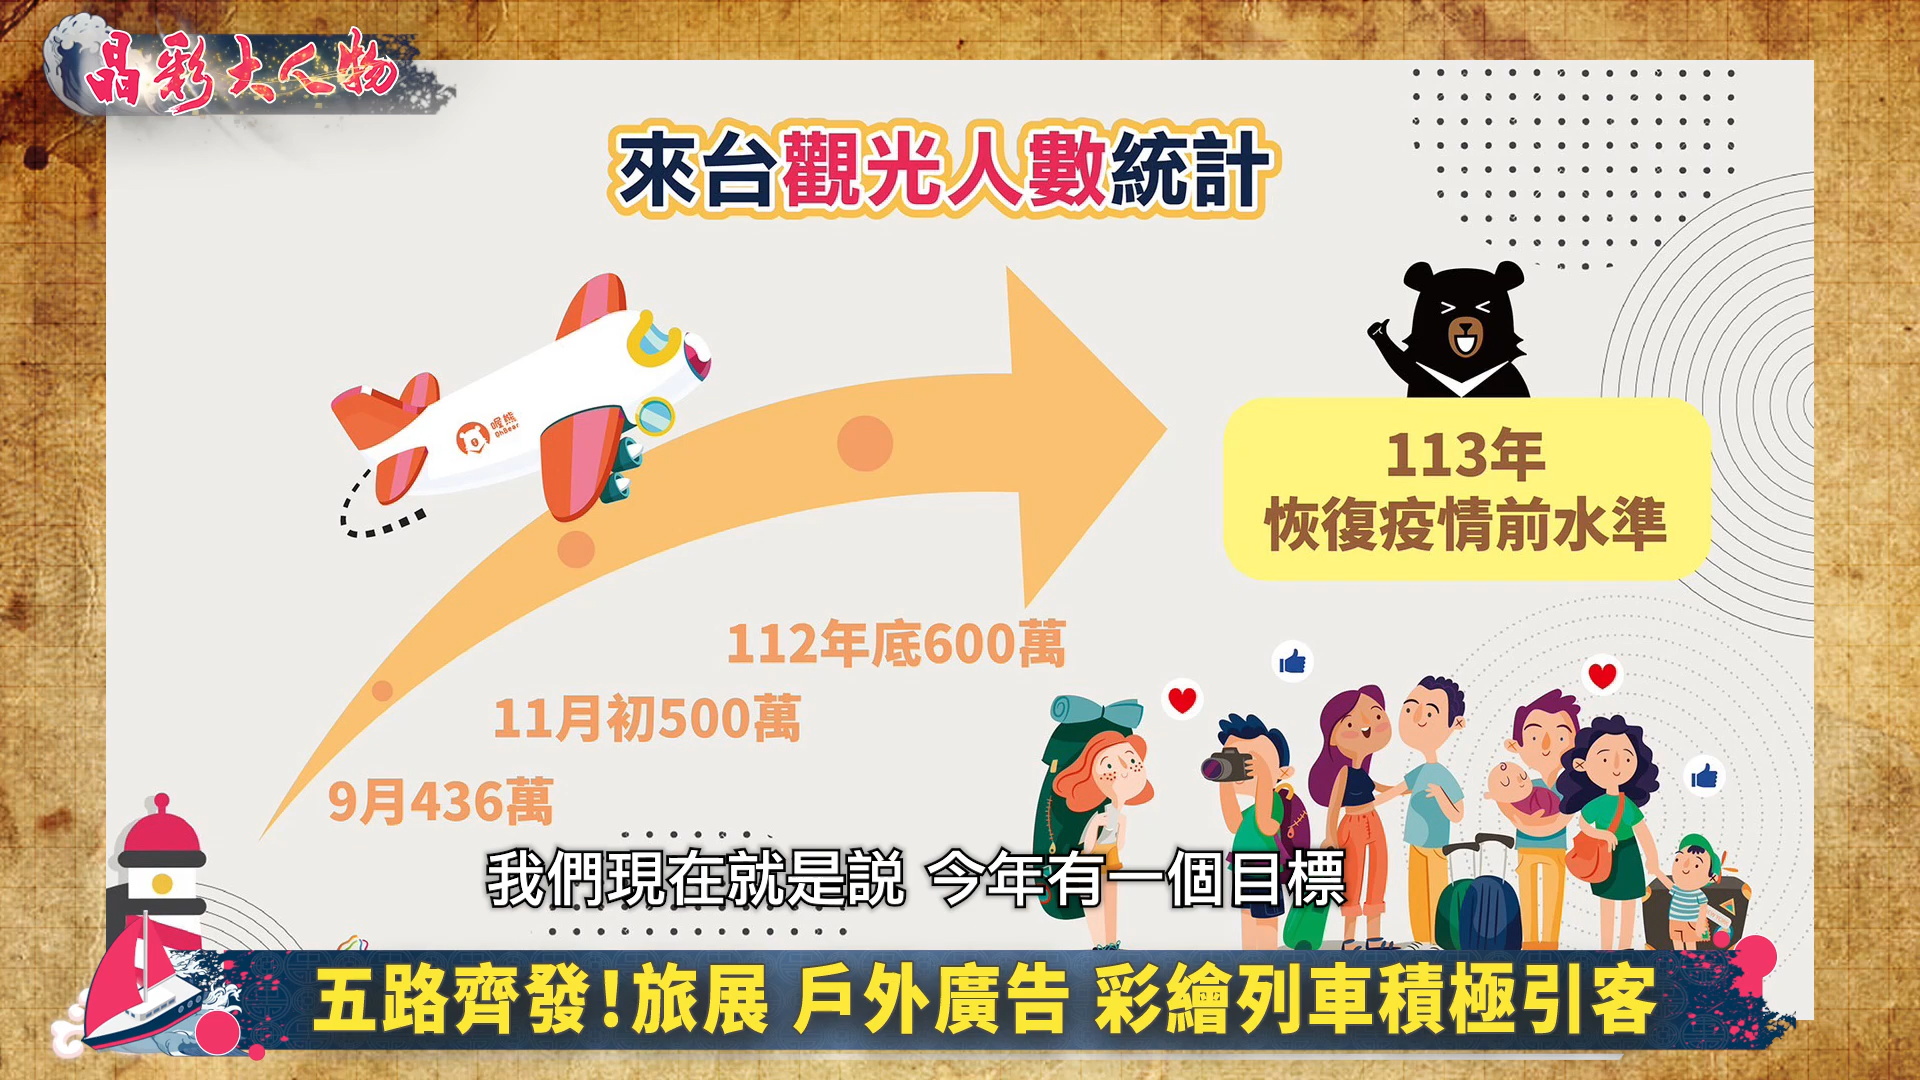 晶彩大人物
來台觀光人數統計
喔熊
OhBear
113年
恢復疫情前水準
112年底600萬
11月初500萬
9月436萬
我們現在就是說 今年有一個目標
五路齊發!旅展 戶外廣告 彩繪列車積極引客